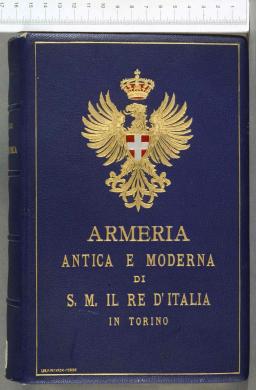 ARMERIA
ANTICA E MODERNA
DI
S. M. IL RE D'ITALIA
IN TORINO